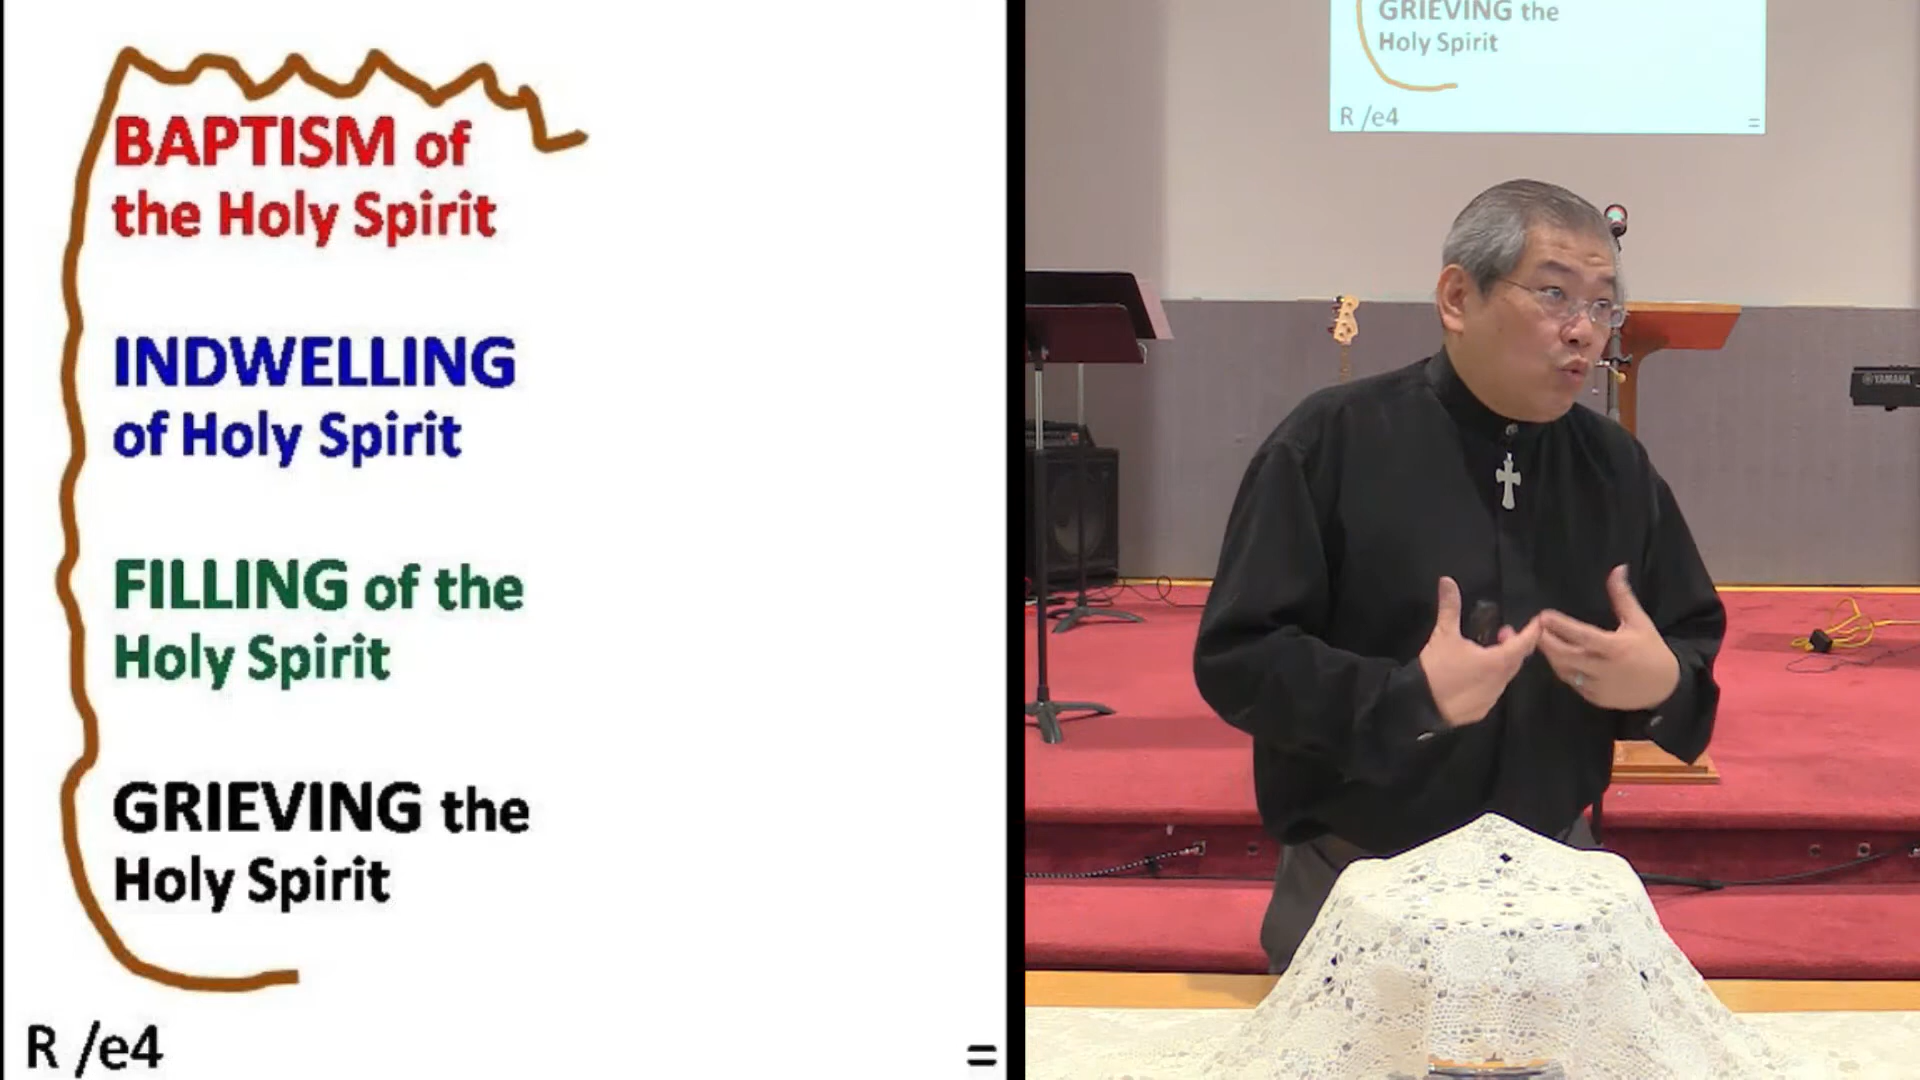 BAPTISM of
the Holy Spirit
INDWELLING
of Holy Spirit
FILLING of the
Holy Spirit
GRIEVING the
Holy Spirit
R /e4
=
GRIEVING the
Holy Spirit
R /e4
=
YAMAHA